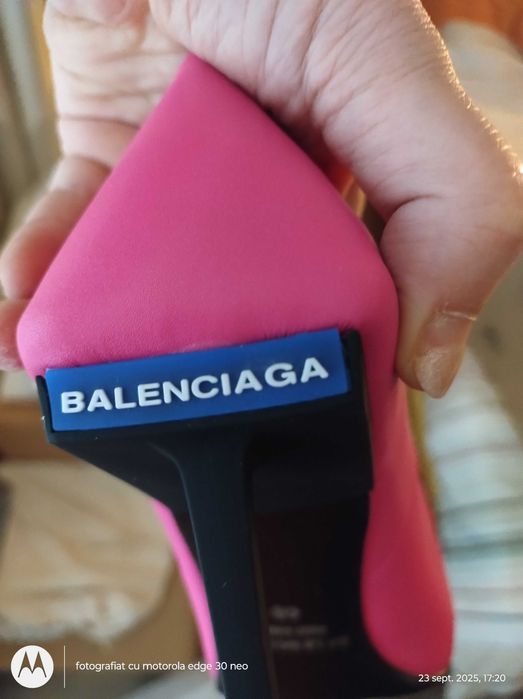 BALENCIAGA
fotografiat cu motorola edge 30 neo
23 sept. 2025, 17:20